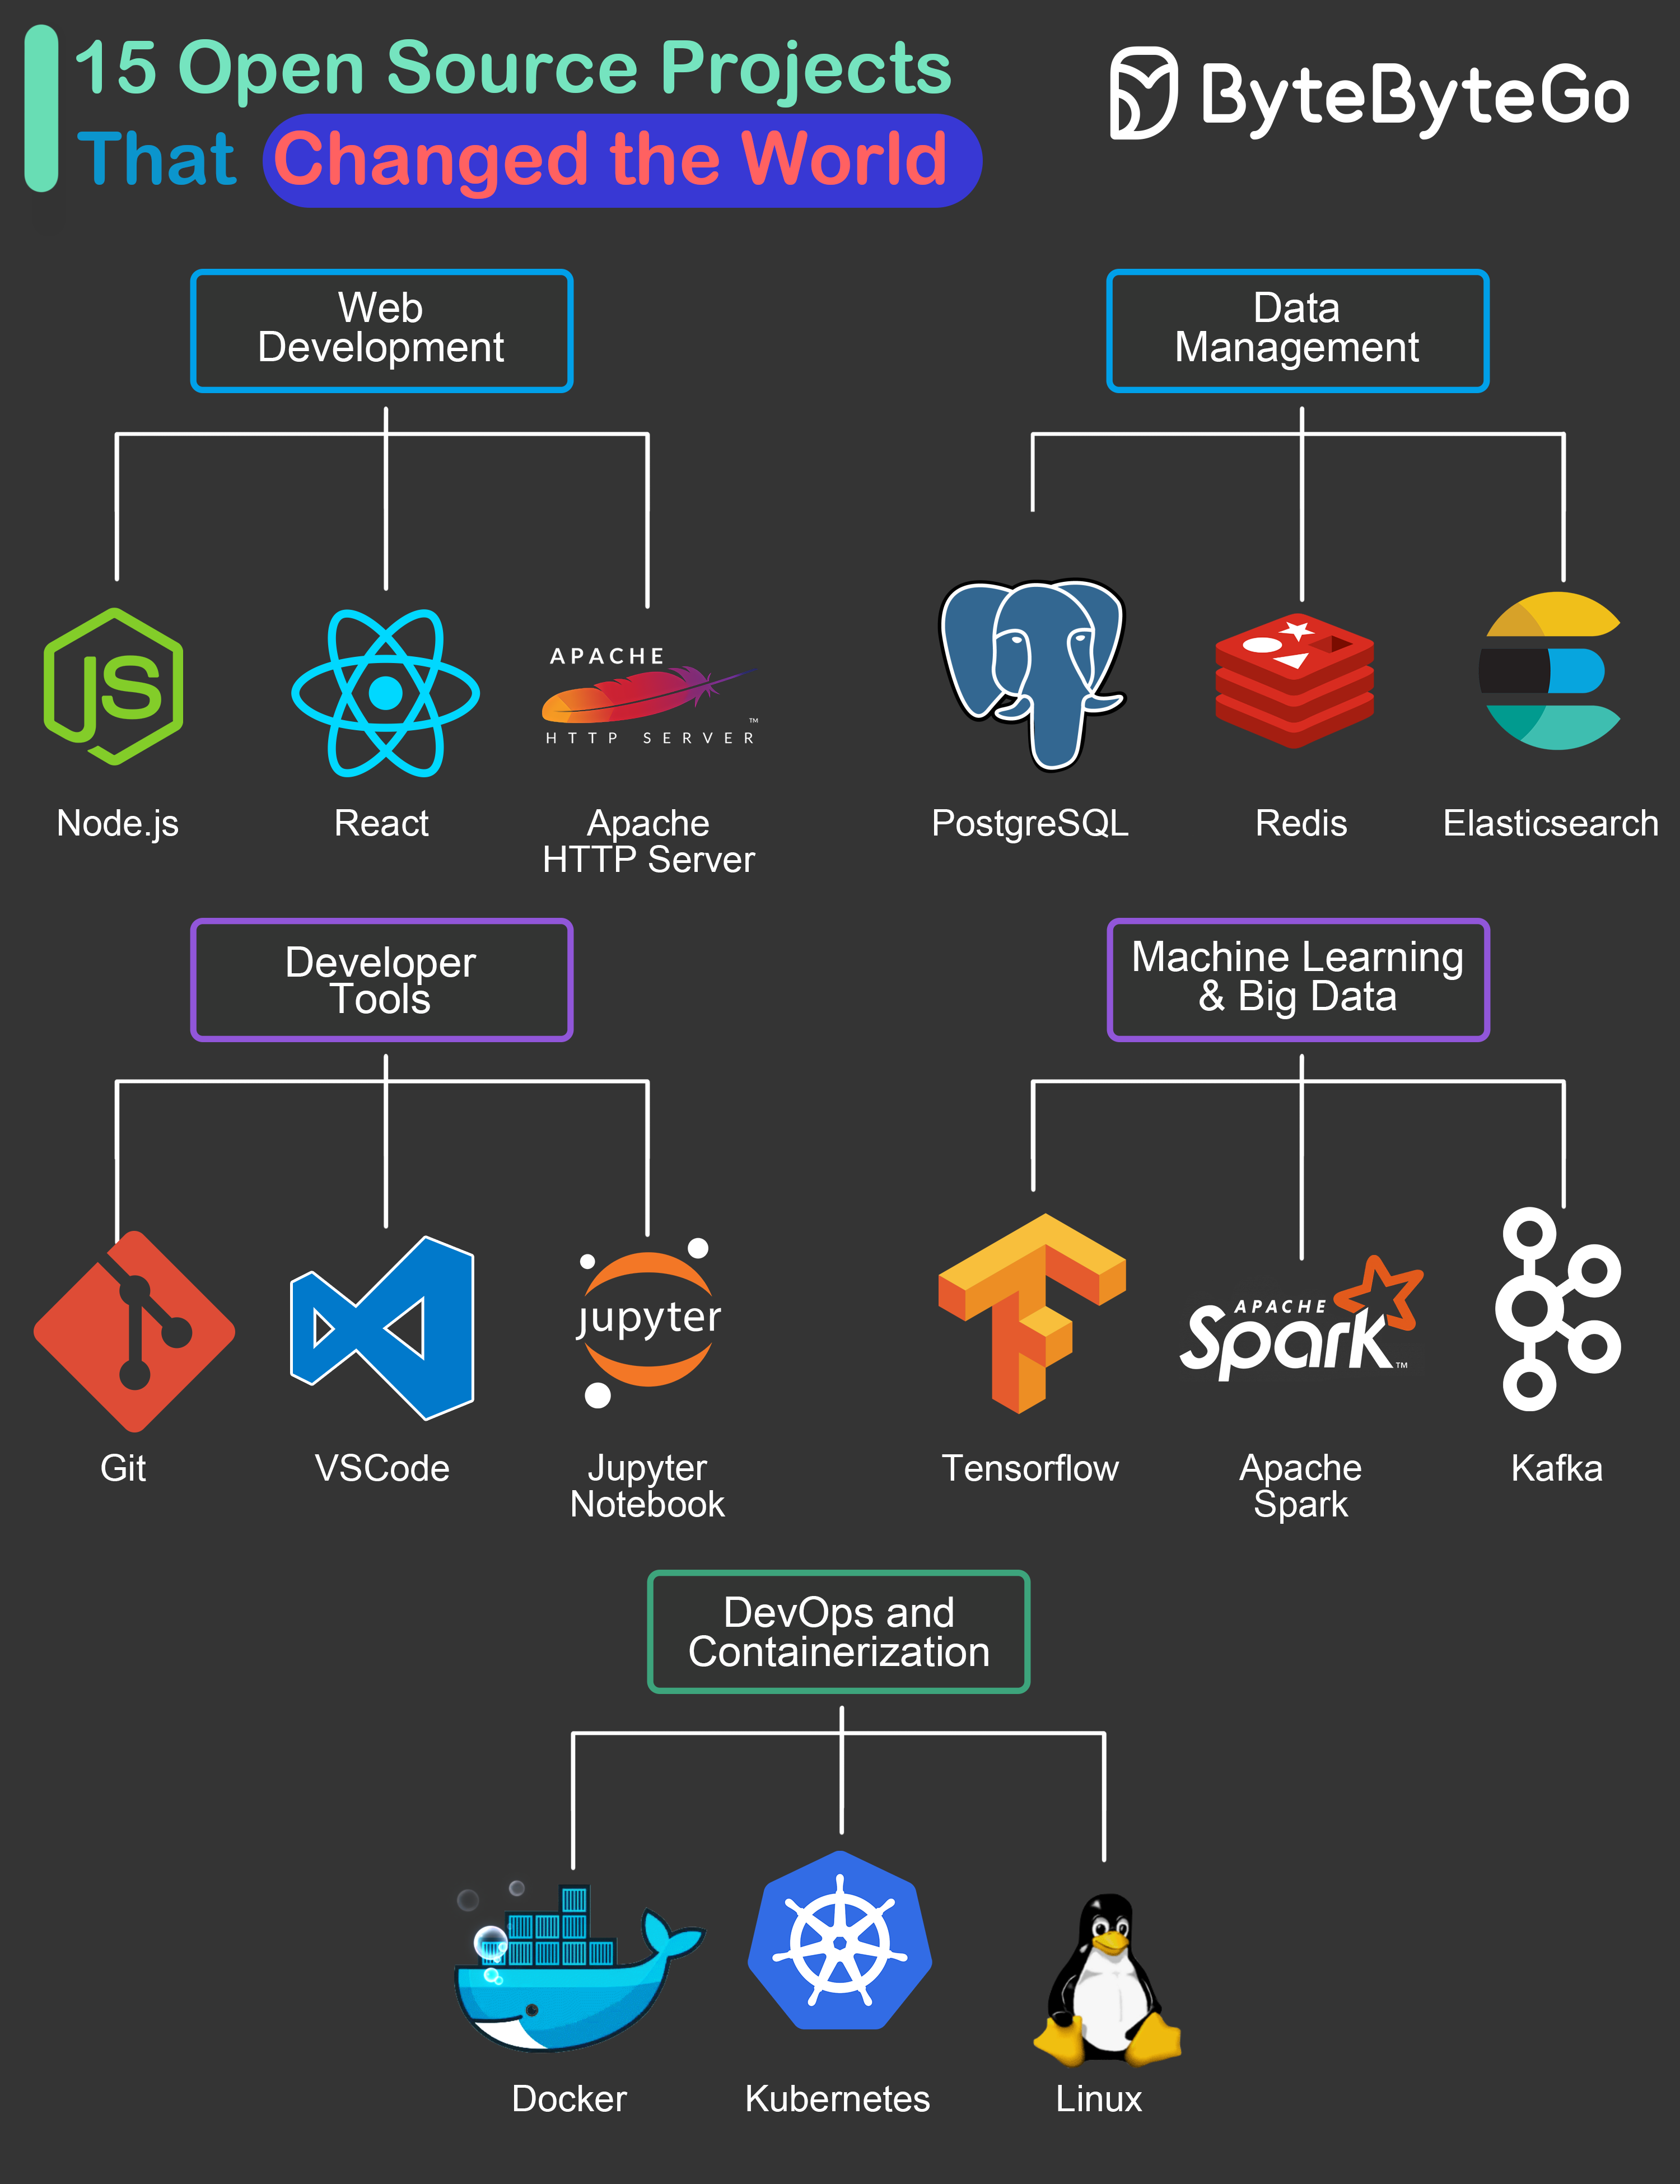 15 Open Source Projects
That Changed the World
ByteByteGo
Web
Development
JS
Node.js
React
APACHE
™
HTTP SERVER
Apache
HTTP Server
Data
Management
PostgreSQL
Redis
Elasticsearch
Developer
Tools
Git
VSCode
jupyter
Jupyter
Notebook
Machine Learning
& Big Data
Tensorflow
APACHE
Spark™
Apache
Spark
Kafka
DevOps and
Containerization
Docker
Kubernetes
Linux